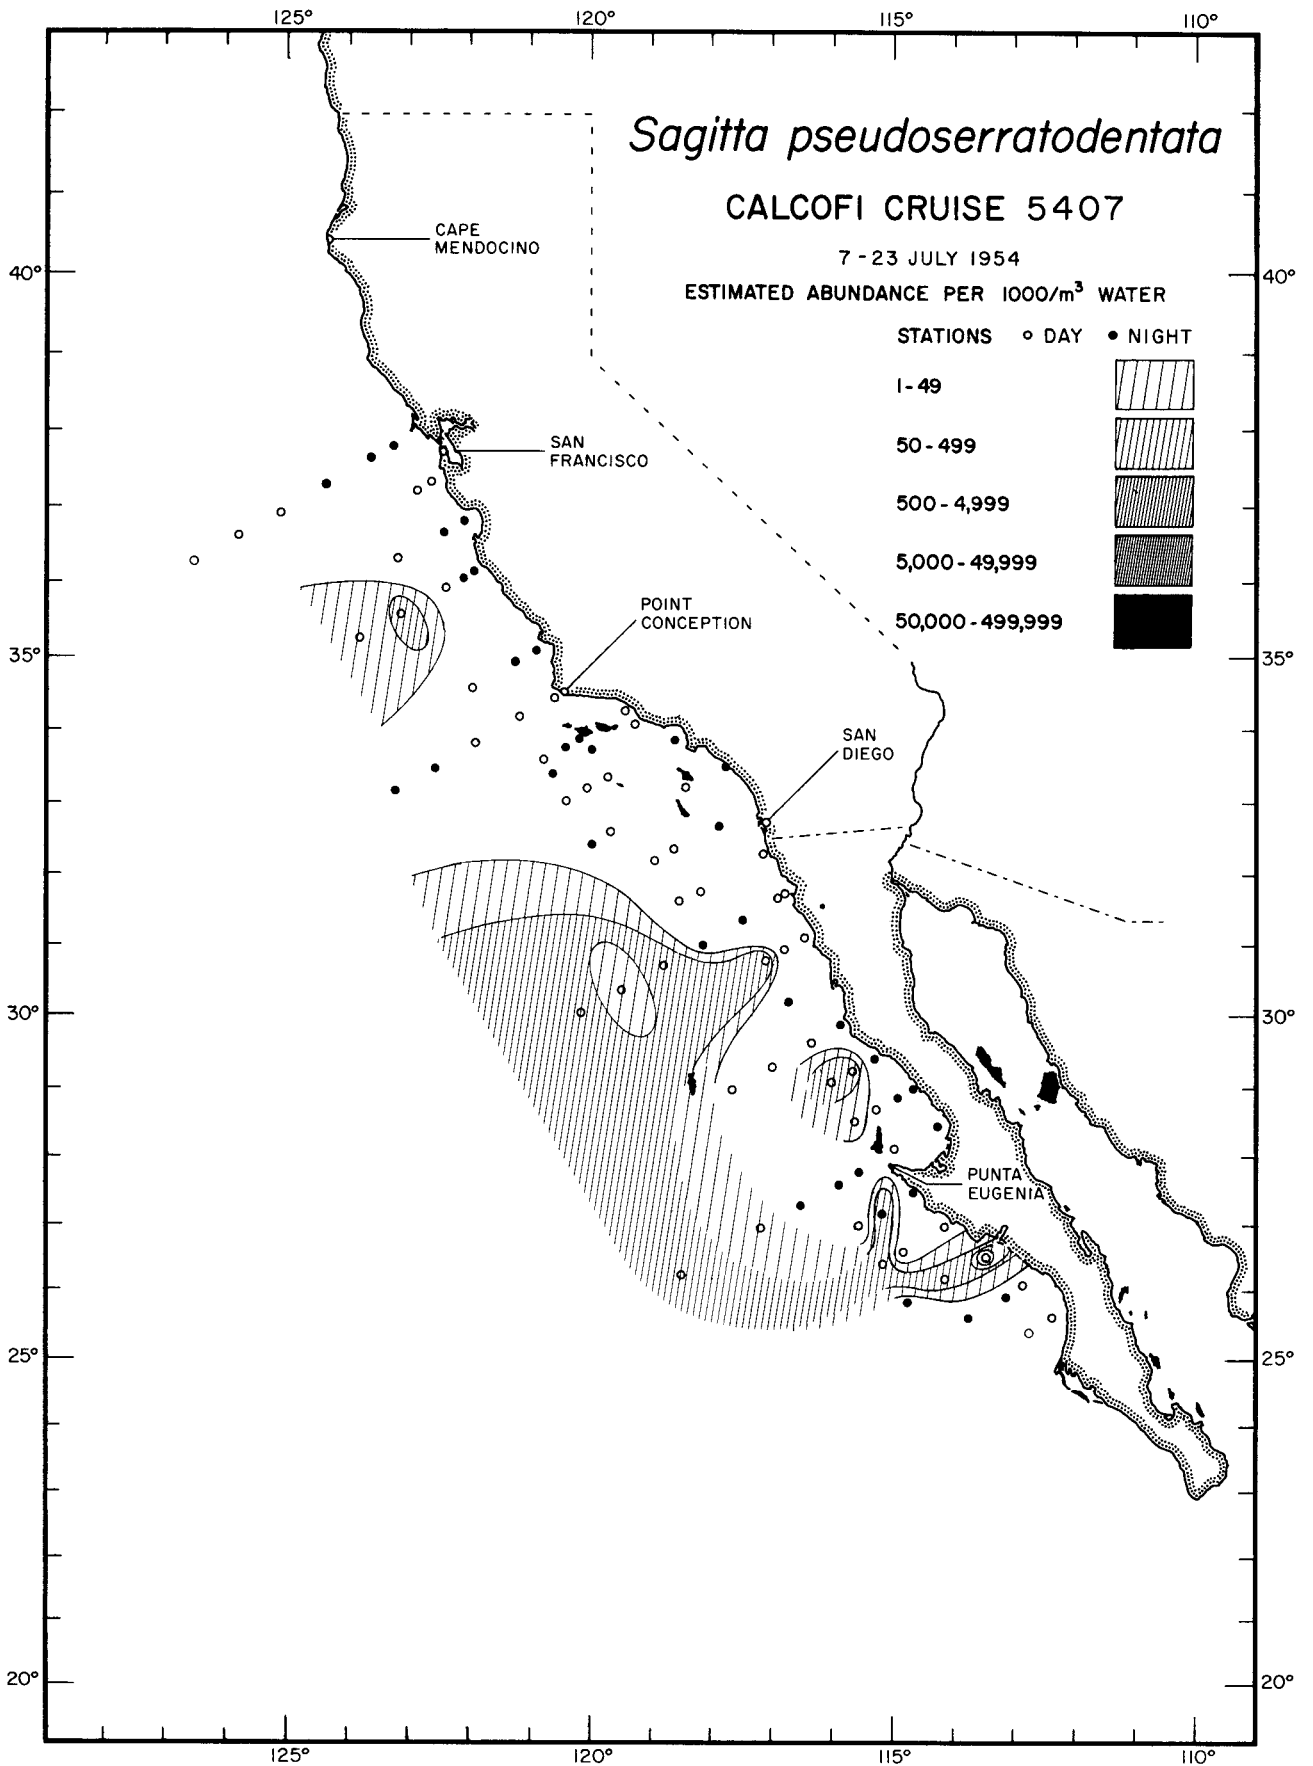 125° 120° 115° 110°
Sagitta pseudoserratodentata
CALCOFI CRUISE 5407
7-23 JULY 1954
ESTIMATED ABUNDANCE PER 1000/m³ WATER
STATIONS ○ DAY ● NIGHT
1-49
50-499
500-4,999
5,000-49,999
50,000-499,999
CAPE
MENDOCINO
40° 40°
SAN
FRANCISCO
POINT
CONCEPTION
35° 35°
SAN
DIEGO
30° 30°
PUNTA
EUGENIA
25° 25°
20° 20°
125° 120° 115° 110°